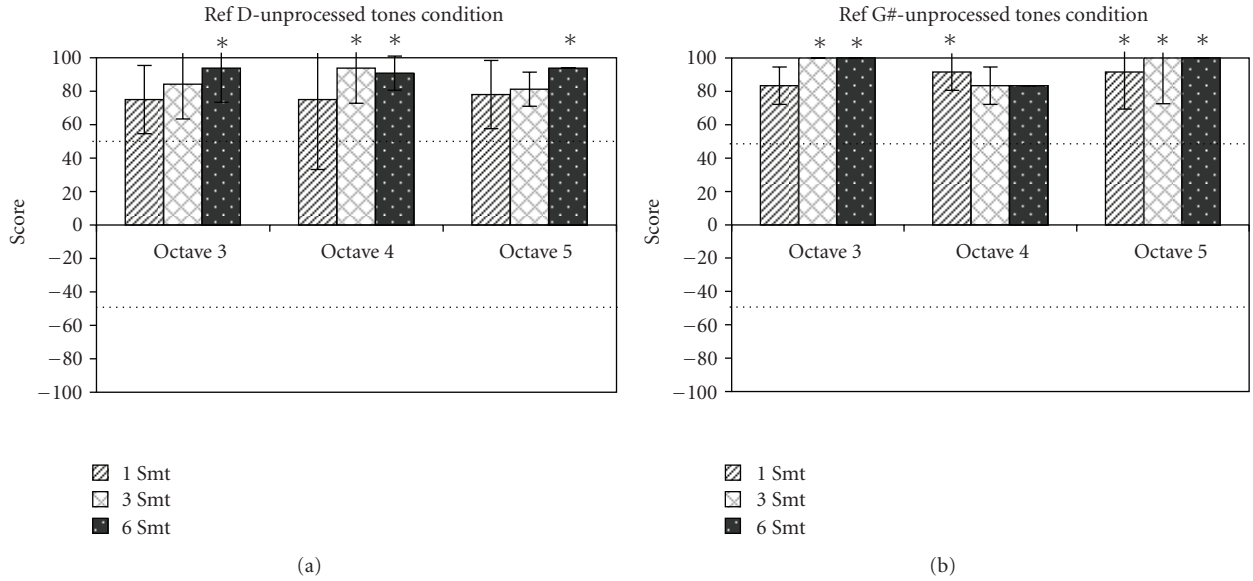 Ref D-unprocessed tones condition
* * * *
100
80
60
40
20
0
−20
−40
−60
−80
−100
Score
Octave 3 Octave 4 Octave 5
1 Smt
3 Smt
6 Smt
(a)
Ref G#-unprocessed tones condition
* * * * * *
100
80
60
40
20
0
−20
−40
−60
−80
−100
Score
Octave 3 Octave 4 Octave 5
1 Smt
3 Smt
6 Smt
(b)